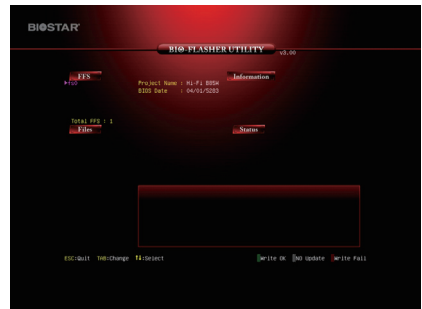 BIOSTAR
BIO-FLASHER UTILITY v3.00
FFS
Information
fs0
Project Name : Hi-Fi B85W
BIOS Date : 04/01/5283
Total FFS : 1
Files
Status
ESC:Quit TAB:Change ↑↓:Select
Write OK NO Update Write Fail